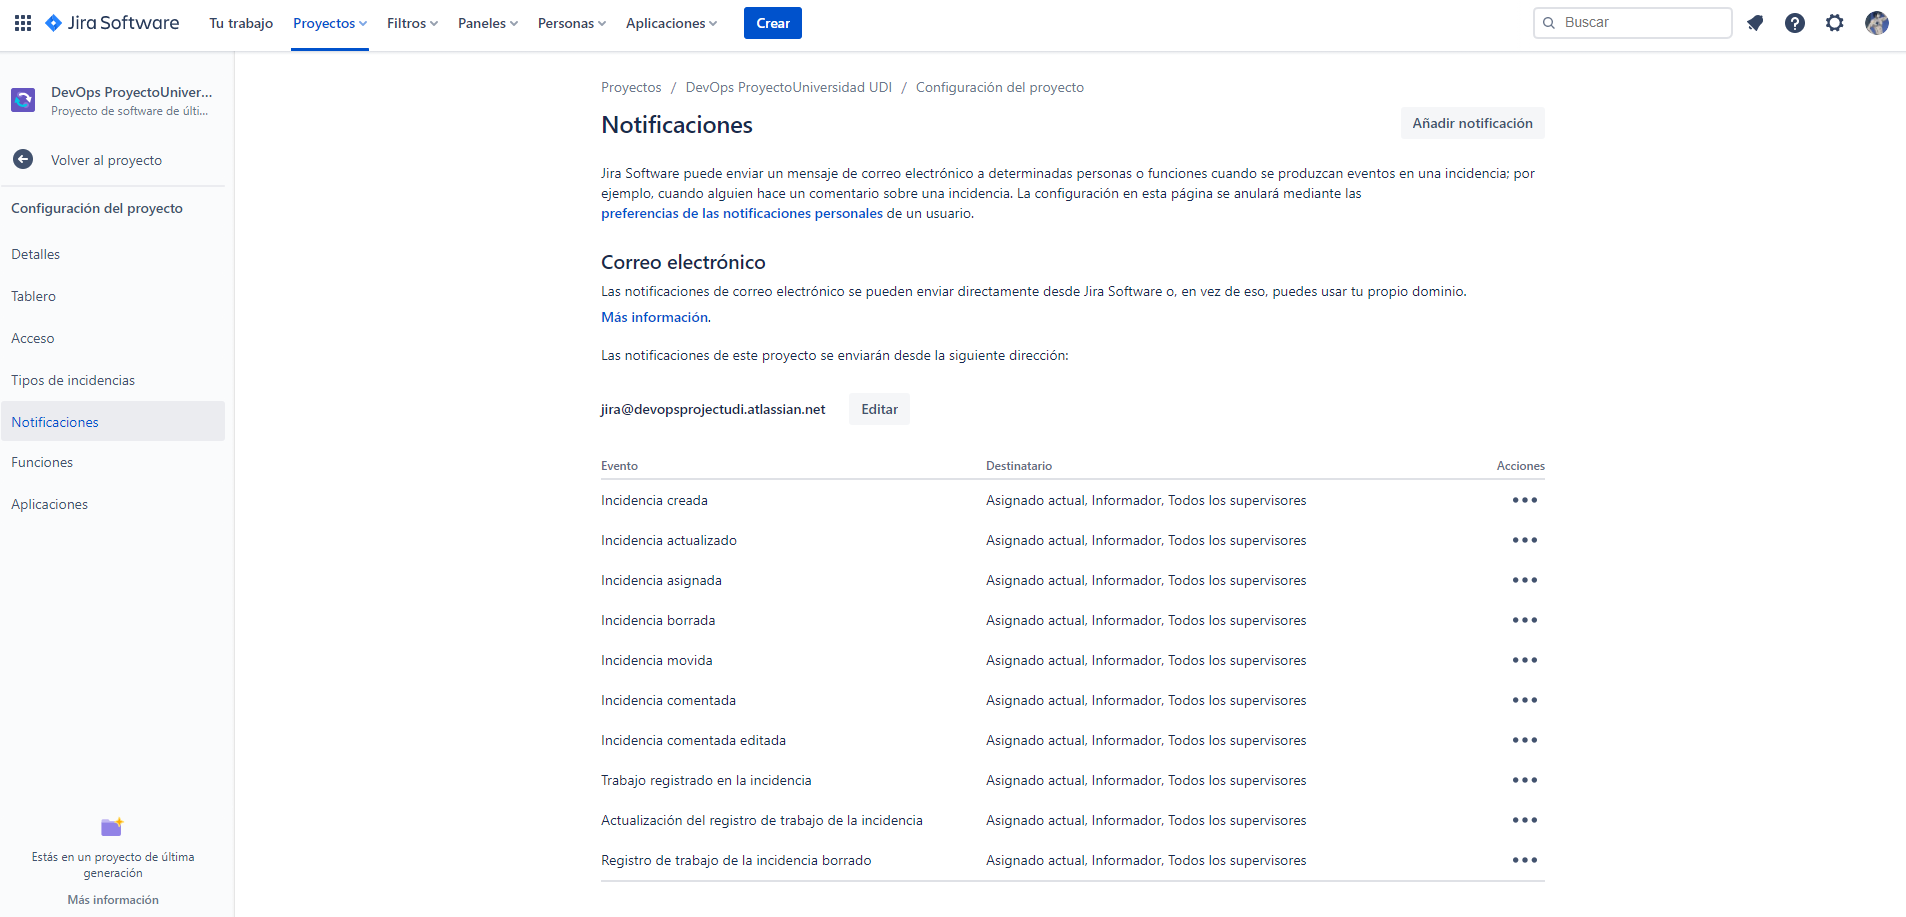 Jira Software
Tu trabajo
Proyectos
Filtros
Paneles
Personas
Aplicaciones
Crear
Buscar
DevOps ProyectoUniver...
Proyecto de software de últi...
Volver al proyecto
Configuración del proyecto
Detalles
Tablero
Acceso
Tipos de incidencias
Notificaciones
Funciones
Aplicaciones
Estás en un proyecto de última
generación
Más información
Proyectos / DevOps ProyectoUniversidad UDI / Configuración del proyecto
Notificaciones
Añadir notificación
Jira Software puede enviar un mensaje de correo electrónico a determinadas personas o funciones cuando se produzcan eventos en una incidencia; por
ejemplo, cuando alguien hace un comentario sobre una incidencia. La configuración en esta página se anulará mediante las
preferencias de las notificaciones personales de un usuario.
Correo electrónico
Las notificaciones de correo electrónico se pueden enviar directamente desde Jira Software o, en vez de eso, puedes usar tu propio dominio.
Más información.
Las notificaciones de este proyecto se enviarán desde la siguiente dirección:
jira@devopsprojectudi.atlassian.net Editar
Evento Destinatario Acciones
Incidencia creada Asignado actual, Informador, Todos los supervisores
Incidencia actualizado Asignado actual, Informador, Todos los supervisores
Incidencia asignada Asignado actual, Informador, Todos los supervisores
Incidencia borrada Asignado actual, Informador, Todos los supervisores
Incidencia movida Asignado actual, Informador, Todos los supervisores
Incidencia comentada Asignado actual, Informador, Todos los supervisores
Incidencia comentada editada Asignado actual, Informador, Todos los supervisores
Trabajo registrado en la incidencia Asignado actual, Informador, Todos los supervisores
Actualización del registro de trabajo de la incidencia Asignado actual, Informador, Todos los supervisores
Registro de trabajo de la incidencia borrado Asignado actual, Informador, Todos los supervisores